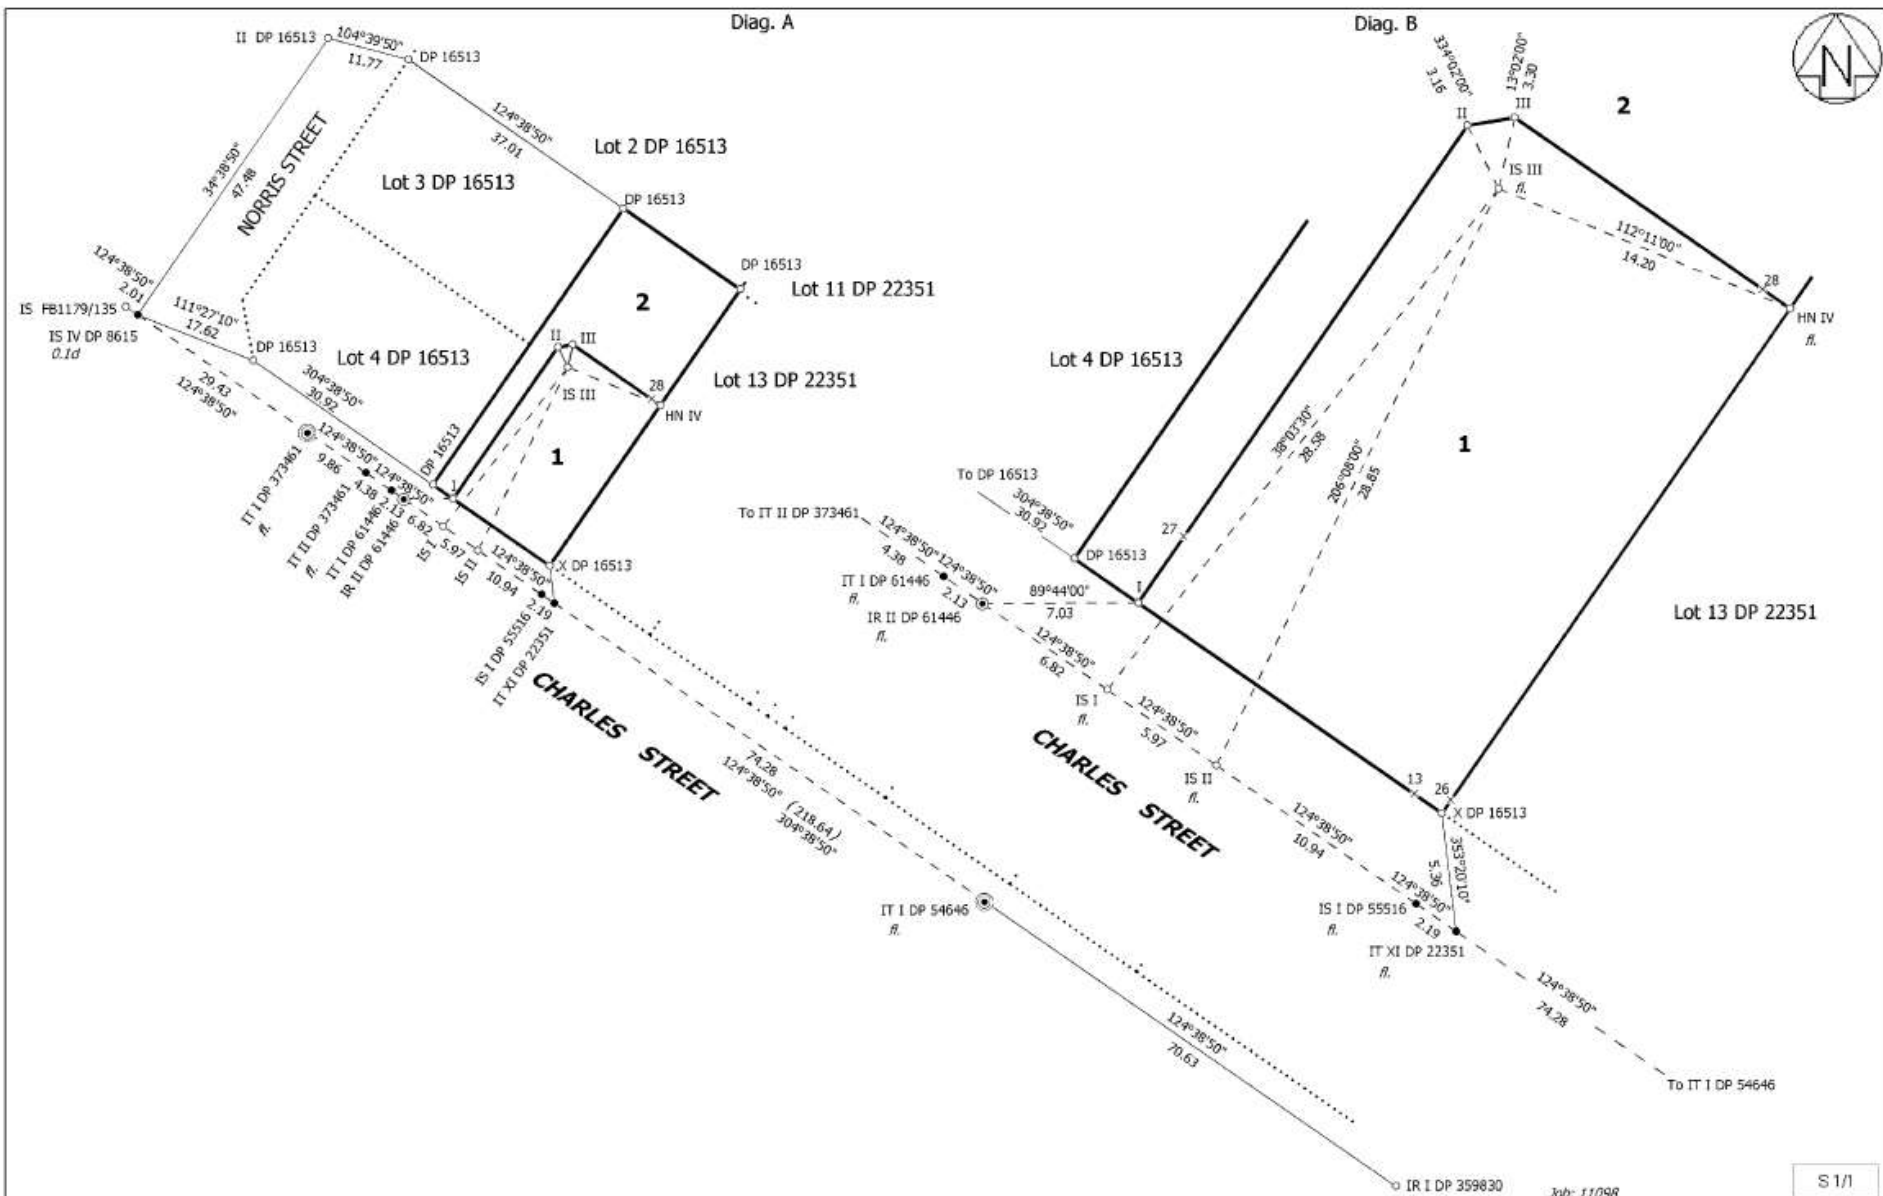 Diag. A
Diag. B
N
II DP 16513
104°39'50"
11.77
DP 16513
124°38'50"
37.01
Lot 2 DP 16513
34°38'50"
47.48
NORRIS STREET
Lot 3 DP 16513
DP 16513
DP 16513
Lot 11 DP 22351
124°38'50"
2.01
IS FB1179/135
IS IV DP 8615
0.1d
111°27'10"
17.62
DP 16513
Lot 4 DP 16513
2
II
III
IS III
28
HN IV
Lot 13 DP 22351
304°38'50"
30.92
29.43
124°38'50"
DP 16513
1
I
IT I DP 373461
fl.
124°38'50"
9.86
IT II DP 373461
fl.
124°38'50"
4.38
IT I DP 61446
2.13
IR II DP 61446
6.82
IS I
5.97
IS II
124°38'50"
10.94
X DP 16513
IS I DP 55516
2.19
IT XI DP 22351
CHARLES STREET
74.28
124°38'50"
(218.64)
304°38'50"
IT I DP 54646
fl.
124°38'50"
70.63
IR I DP 359830
334°02'00"
3.16
13°02'00"
3.30
II
III
2
IS III
fl.
112°11'00"
14.20
28
HN IV
fl.
Lot 4 DP 16513
38°03'30"
28.58
206°08'00"
28.85
1
To DP 16513
304°38'50"
30.92
To IT II DP 373461
124°38'50"
4.38
DP 16513
27
124°38'50"
IT I DP 61446
fl.
2.13
89°44'00"
7.03
I
IR II DP 61446
fl.
124°38'50"
6.82
Lot 13 DP 22351
IS I
fl.
124°38'50"
5.97
IS II
fl.
CHARLES STREET
13
26
X DP 16513
124°38'50"
10.94
353°20'10"
5.36
124°38'50"
IS I DP 55516
fl.
2.19
IT XI DP 22351
fl.
124°38'50"
74.28
To IT I DP 54646
Job: 11098
S 1/1